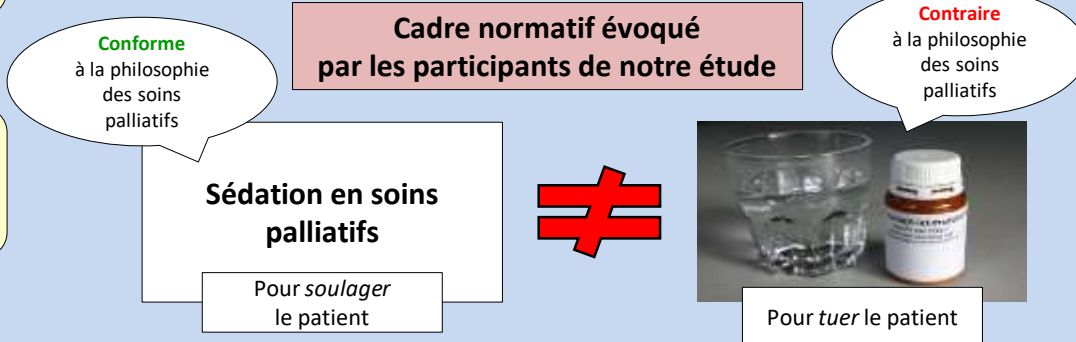 Cadre normatif évoqué
par les participants de notre étude
Conforme
à la philosophie
des soins
palliatifs
Contraire
à la philosophie
des soins
palliatifs
Sédation en soins
palliatifs
Pour soulager
le patient
Pour tuer le patient